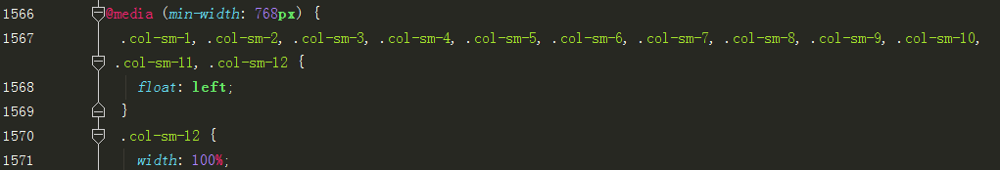 1566 @media (min-width: 768px) {
1567 .col-sm-1, .col-sm-2, .col-sm-3, .col-sm-4, .col-sm-5, .col-sm-6, .col-sm-7, .col-sm-8, .col-sm-9, .col-sm-10,
.col-sm-11, .col-sm-12 {
1568 float: left;
1569 }
1570 .col-sm-12 {
1571 width: 100%;